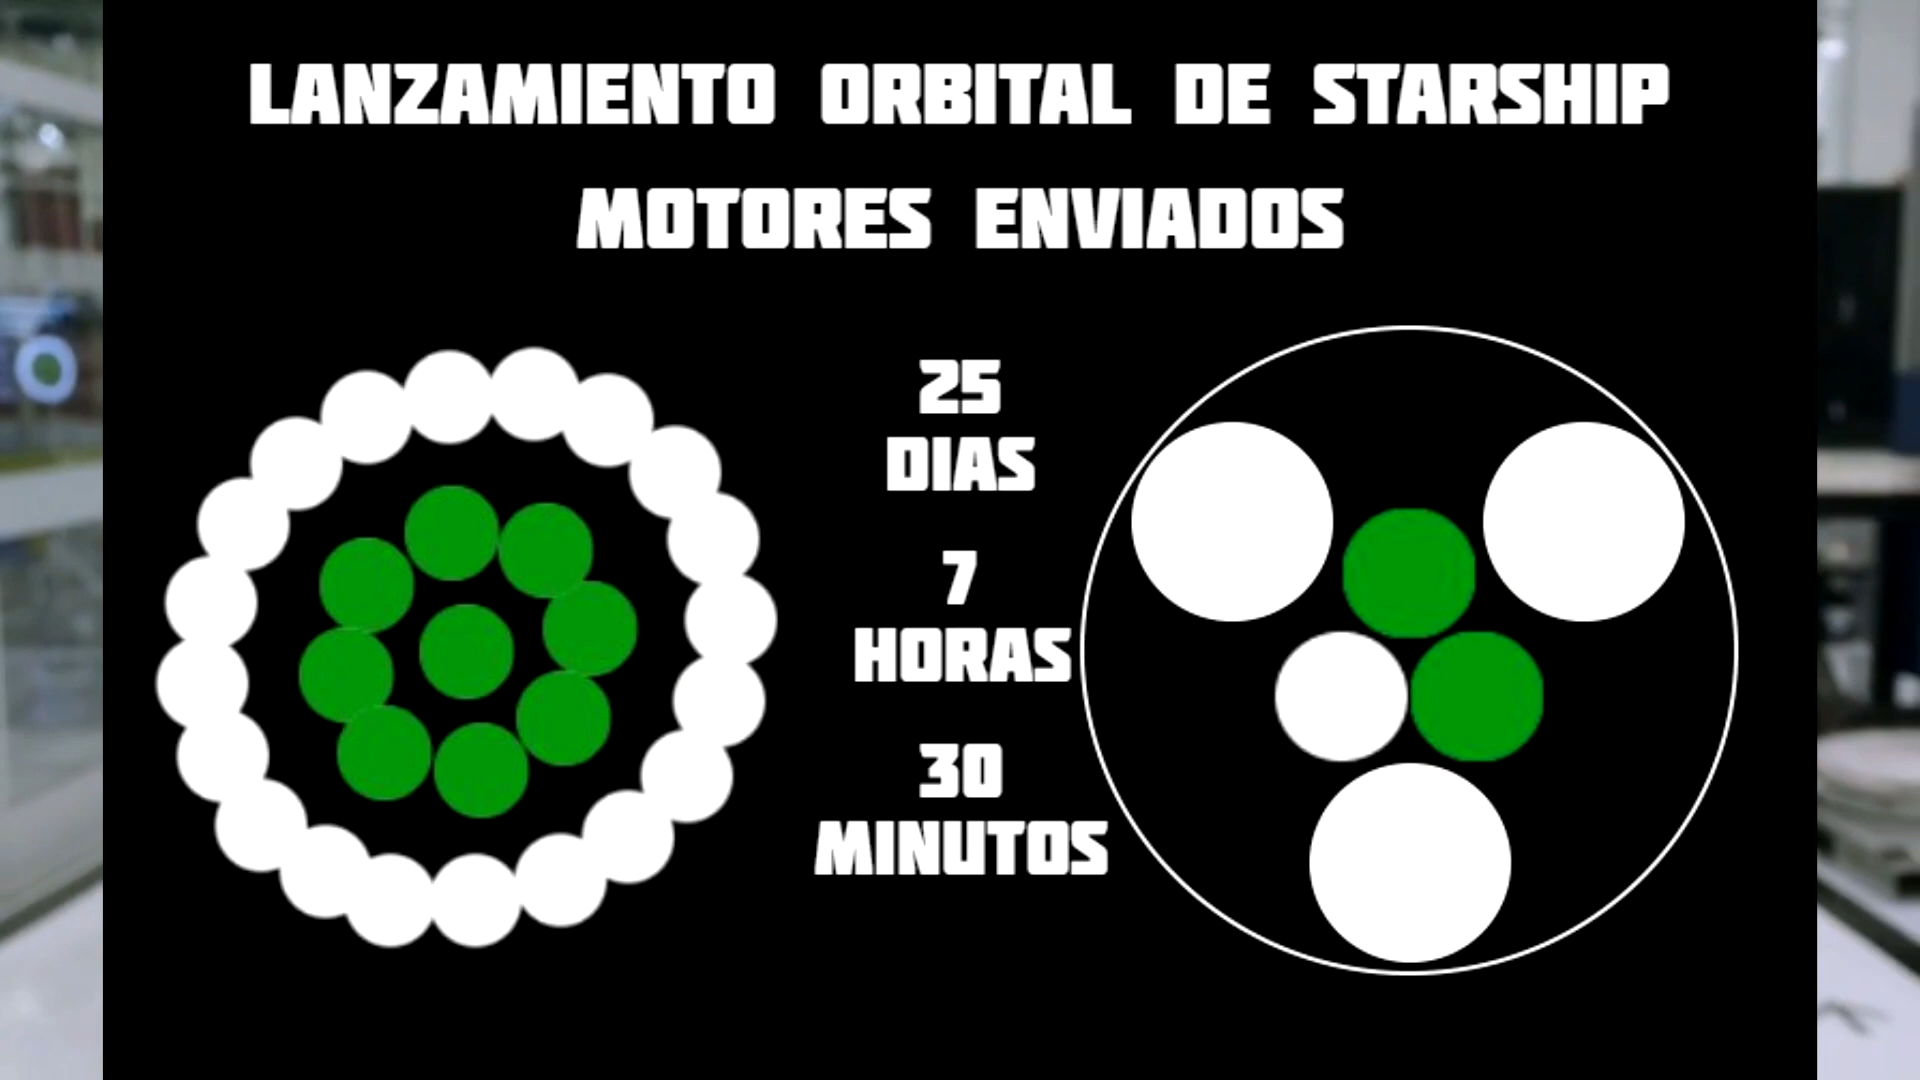 LANZAMIENTO ORBITAL DE STARSHIP
MOTORES ENVIADOS
25
DIAS
7
HORAS
30
MINUTOS